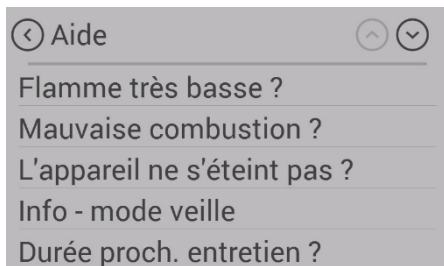 Aide
Flamme très basse ?
Mauvaise combustion ?
L'appareil ne s'éteint pas ?
Info - mode veille
Durée proch. entretien ?